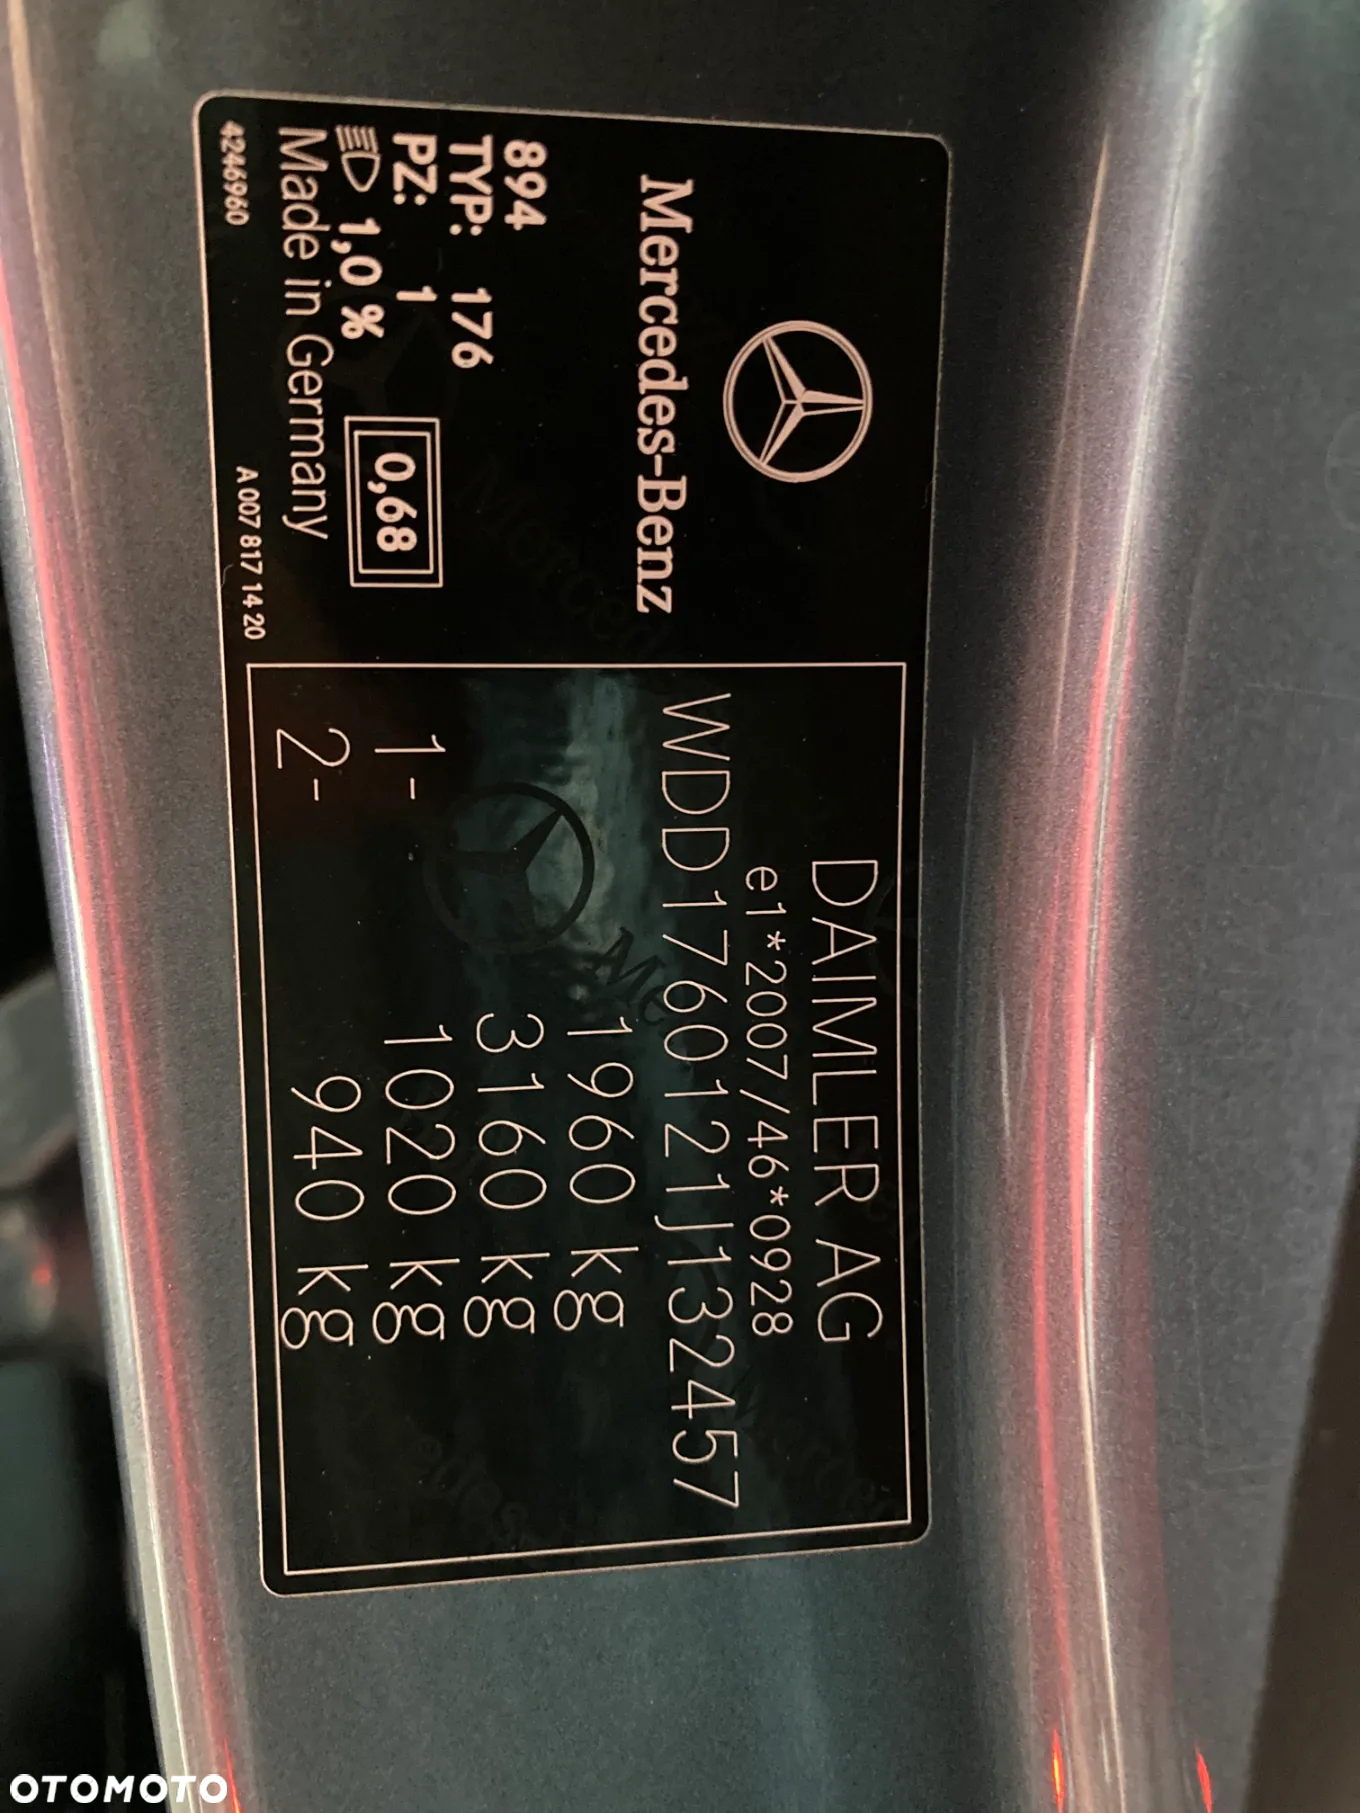 Mercedes-Benz
894
TYP: 176
PZ: 1
1,0 %
0,68
Made in Germany
4246960
A 007 817 14 20
DAIMLER AG
e1*2007/46*0928
WDD1760121J132457
1960 kg
3160 kg
1- 1020 kg
2- 940 kg
OTOMOTO